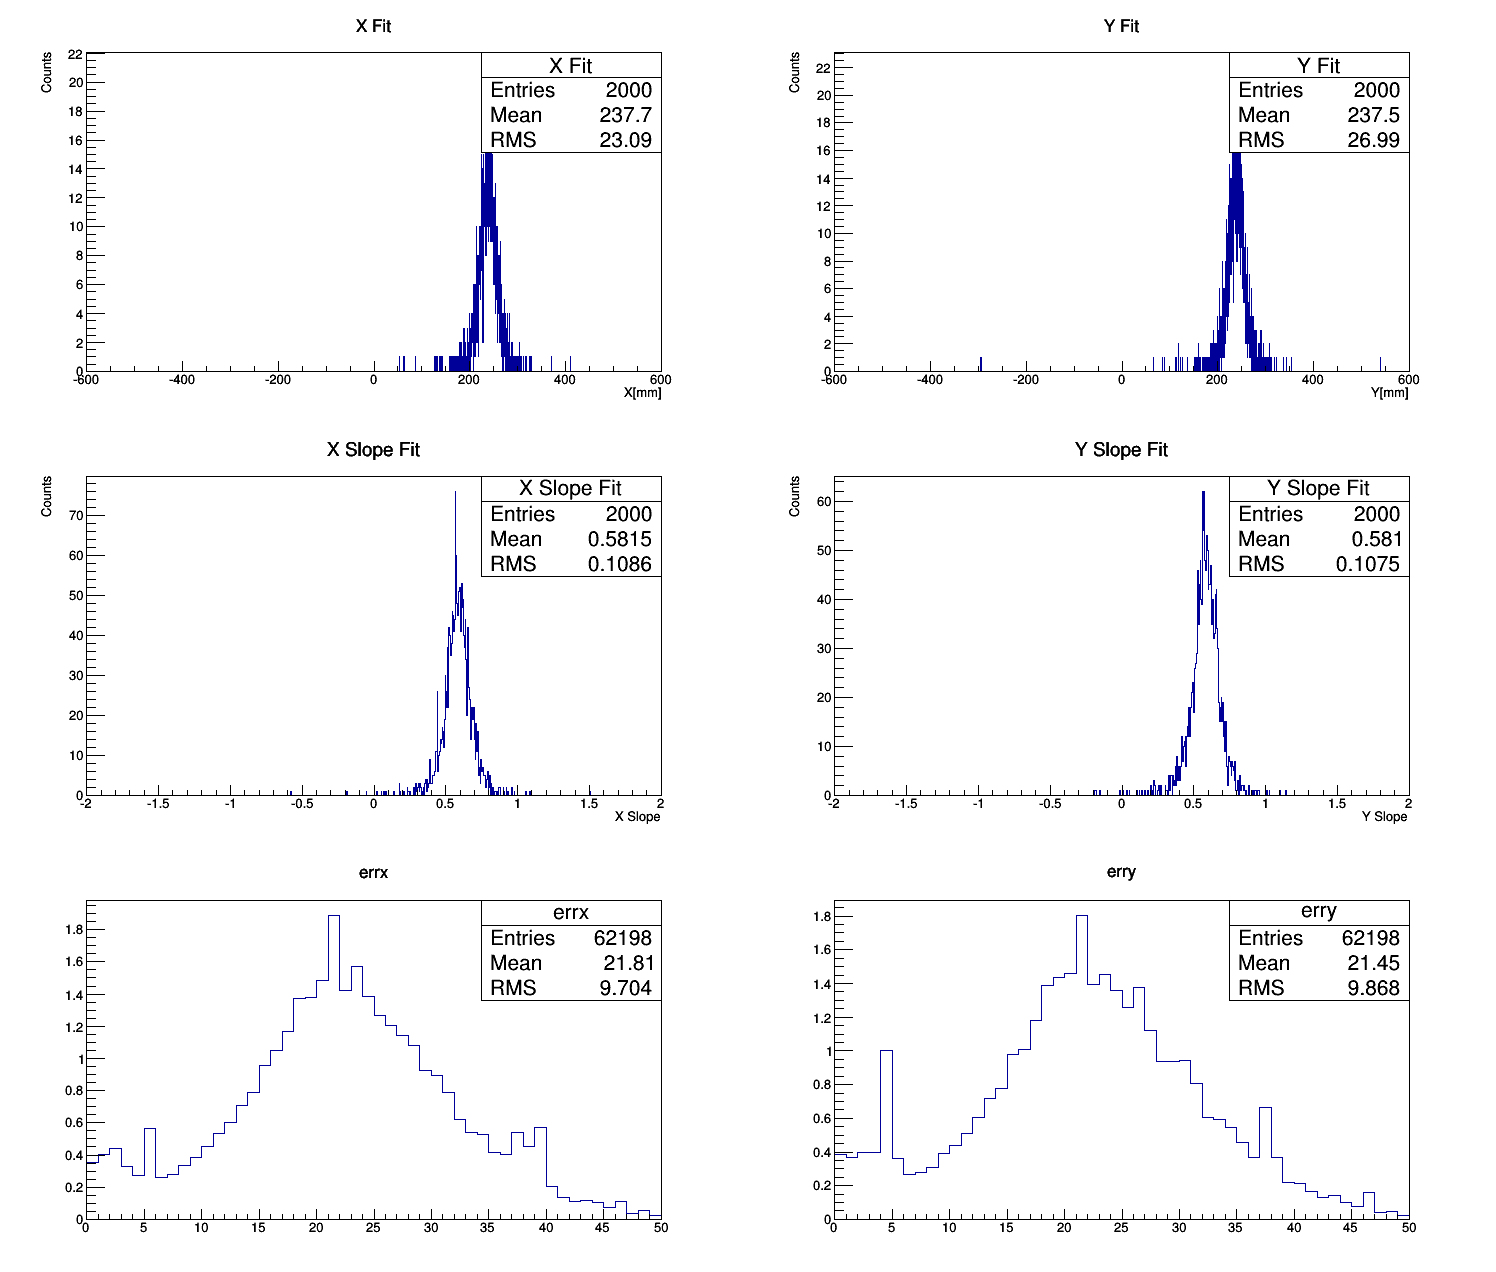 X Fit
Counts
22
20
18
16
14
12
10
8
6
4
2
0
-600 -400 -200 0 200 400 600
X[mm]
X Fit
Entries 2000
Mean 237.7
RMS 23.09
Y Fit
Counts
22
20
18
16
14
12
10
8
6
4
2
0
-600 -400 -200 0 200 400 600
Y[mm]
Y Fit
Entries 2000
Mean 237.5
RMS 26.99
X Slope Fit
Counts
70
60
50
40
30
20
10
0
-2 -1.5 -1 -0.5 0 0.5 1 1.5 2
X Slope
X Slope Fit
Entries 2000
Mean 0.5815
RMS 0.1086
Y Slope Fit
Counts
60
50
40
30
20
10
0
-2 -1.5 -1 -0.5 0 0.5 1 1.5 2
Y Slope
Y Slope Fit
Entries 2000
Mean 0.581
RMS 0.1075
errx
1.8
1.6
1.4
1.2
1
0.8
0.6
0.4
0.2
0
0 5 10 15 20 25 30 35 40 45 50
errx
Entries 62198
Mean 21.81
RMS 9.704
erry
1.8
1.6
1.4
1.2
1
0.8
0.6
0.4
0.2
0
0 5 10 15 20 25 30 35 40 45 50
erry
Entries 62198
Mean 21.45
RMS 9.868